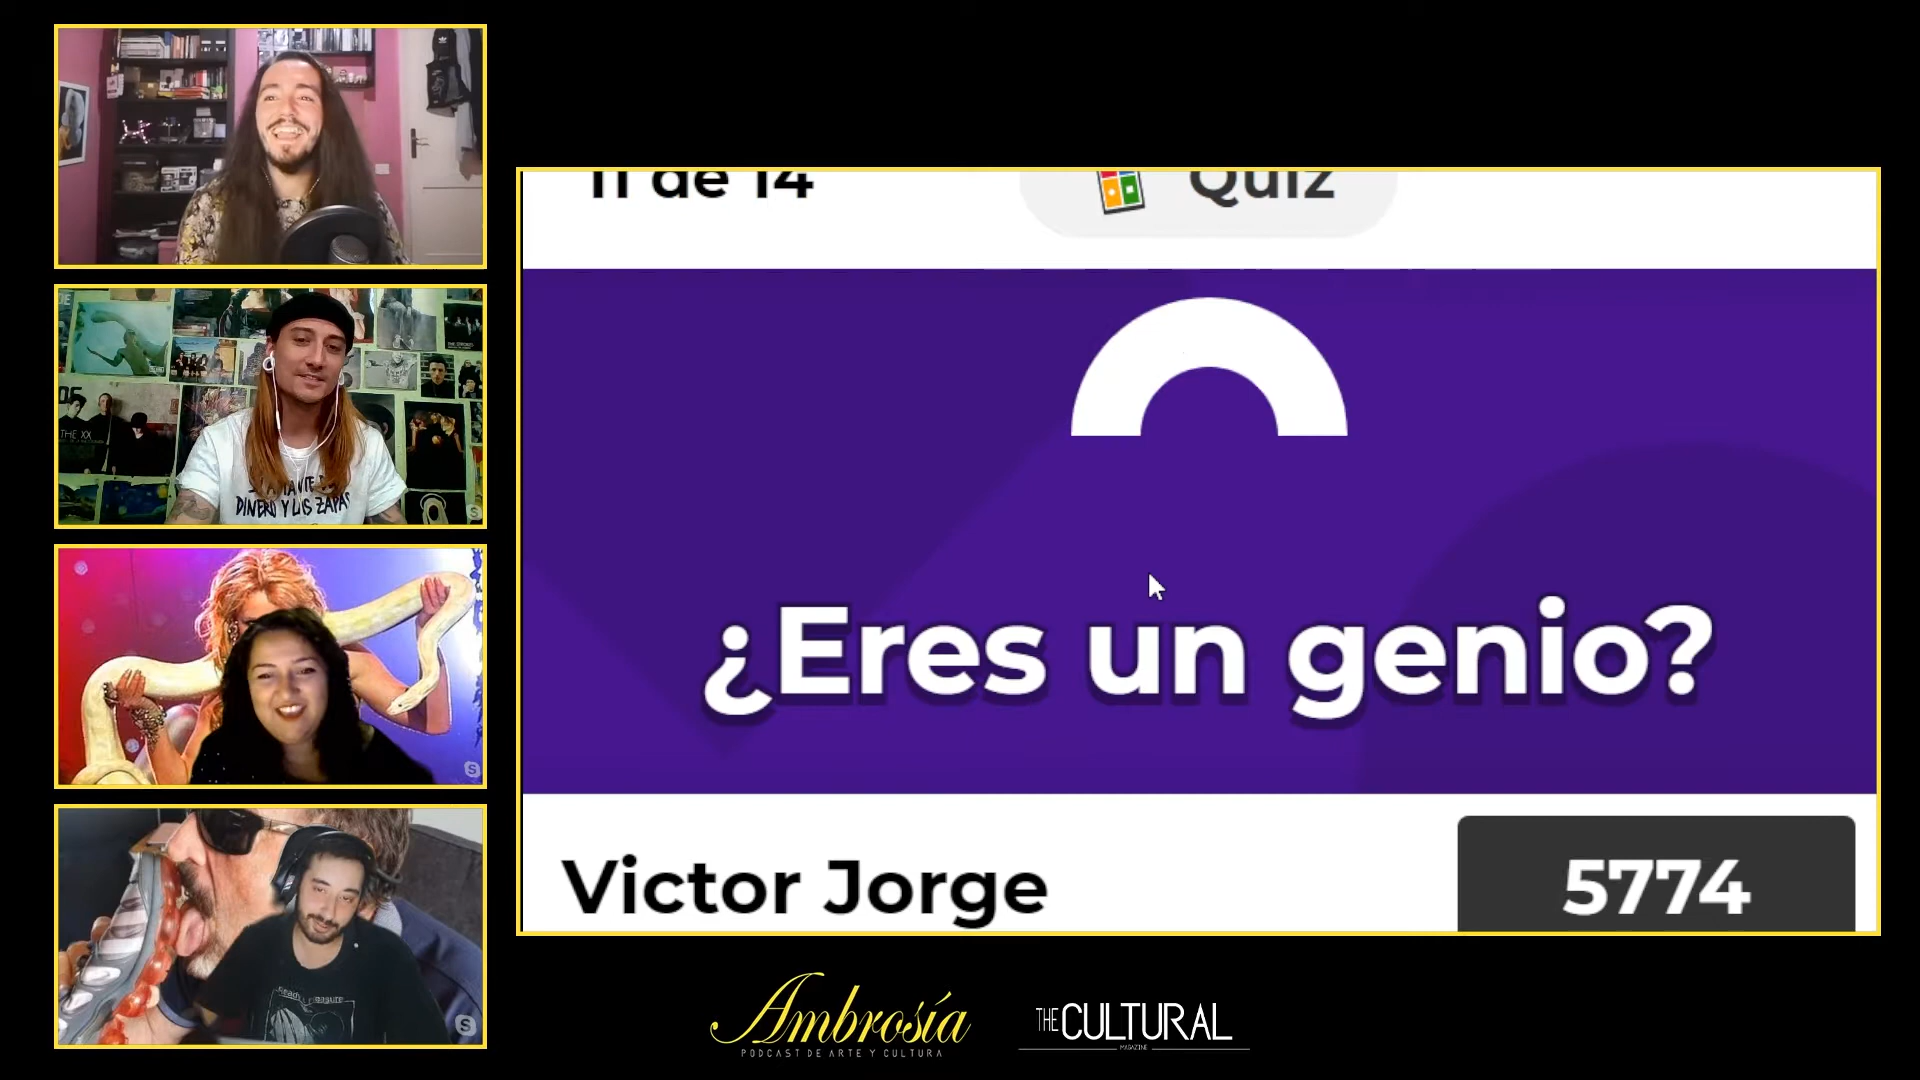 11 de 14
Quiz
¿Eres un genio?
Victor Jorge
5774
THE XX
DINERO Y LAS ZAPAS
Ambrosía
PODCAST DE ARTE Y CULTURA
THE CULTURAL
MAGAZINE